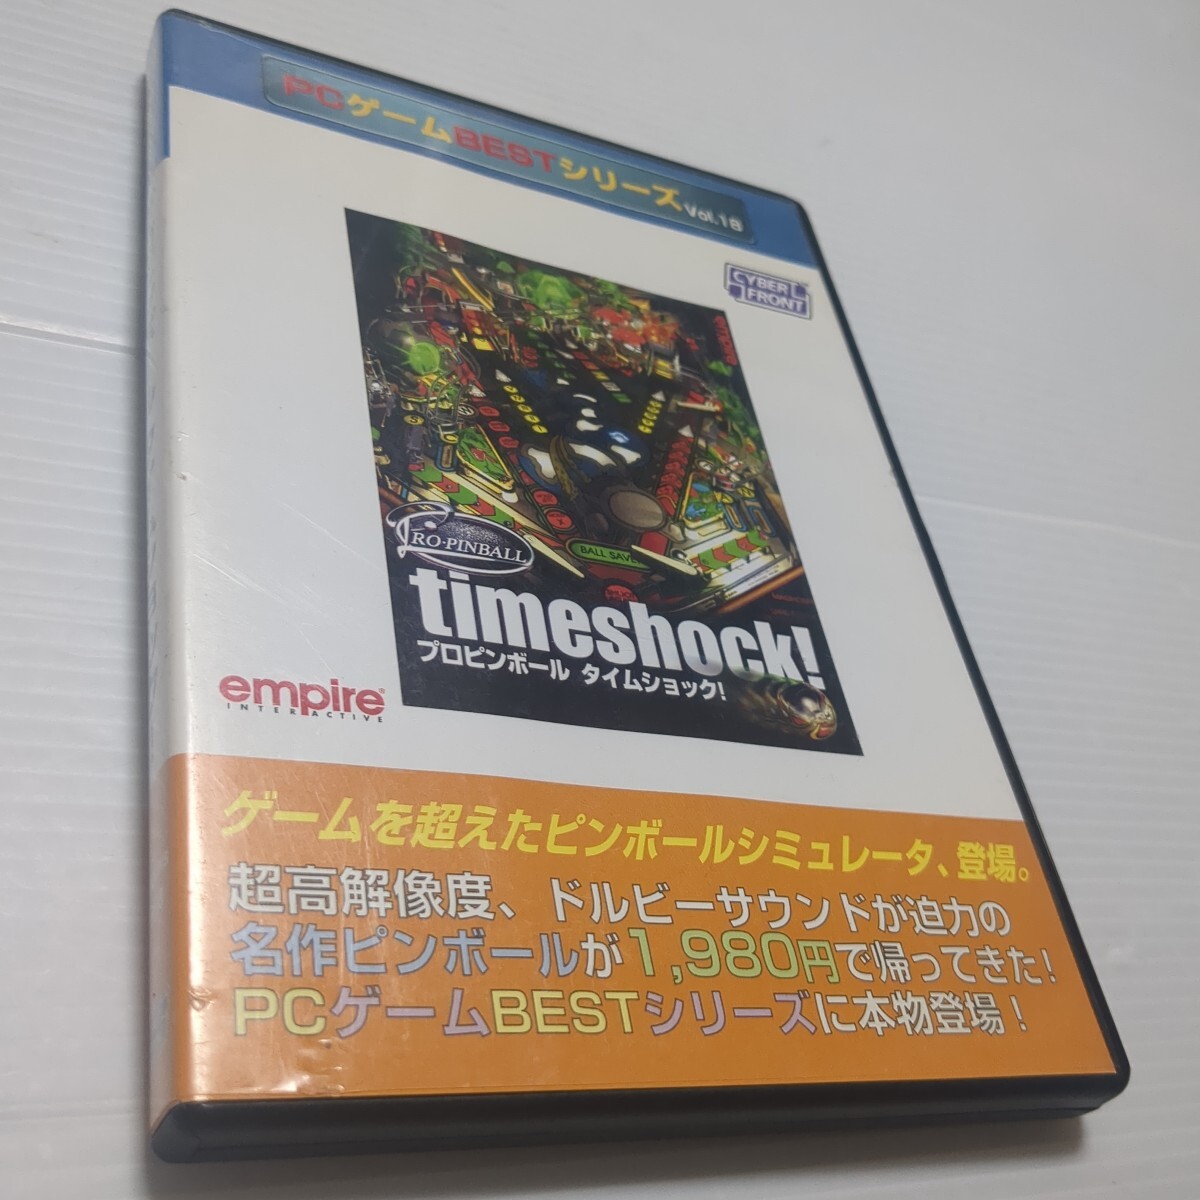 PCゲームBESTシリーズ Vol.18
CYBER FRONT
BALL SAVE
PRO-PINBALL
timeshock!
プロピンボール タイムショック!
empire
INTERACTIVE
ゲームを超えたピンボールシミュレータ、登場。
超高解像度、ドルビーサウンドが迫力の
名作ピンボールが1,980円で帰ってきた!
PCゲームBESTシリーズに本物登場!